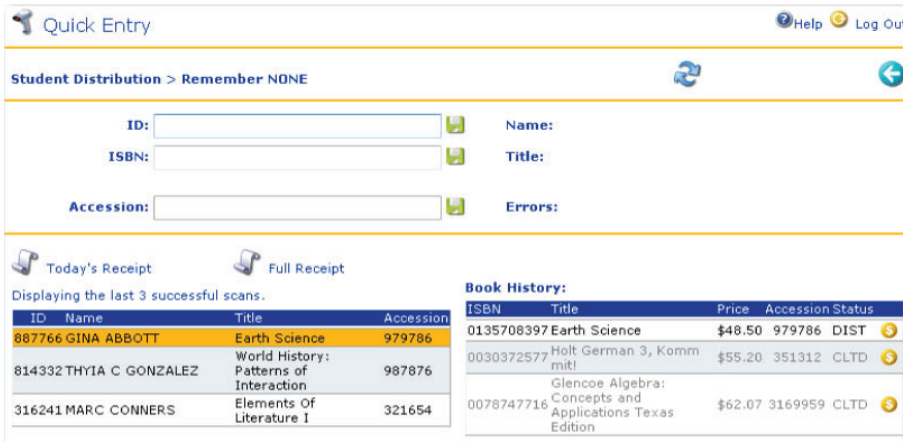 Quick Entry
Help Log Out
Student Distribution > Remember NONE
ID: Name:
ISBN: Title:
Accession: Errors:
Today's Receipt Full Receipt
Displaying the last 3 successful scans.
ID Name Title Accession
887766 GINA ABBOTT Earth Science 979786
814332 THYIA C GONZALEZ World History: Patterns of Interaction 987876
316241 MARC CONNERS Elements Of Literature I 321654
Book History:
ISBN Title Price Accession Status
0135708397 Earth Science $48.50 979786 DIST
0030372577 Holt German 3, Komm mit! $55.20 351312 CLTD
0078747716 Glencoe Algebra: Concepts and Applications Texas Edition $62.07 3169959 CLTD